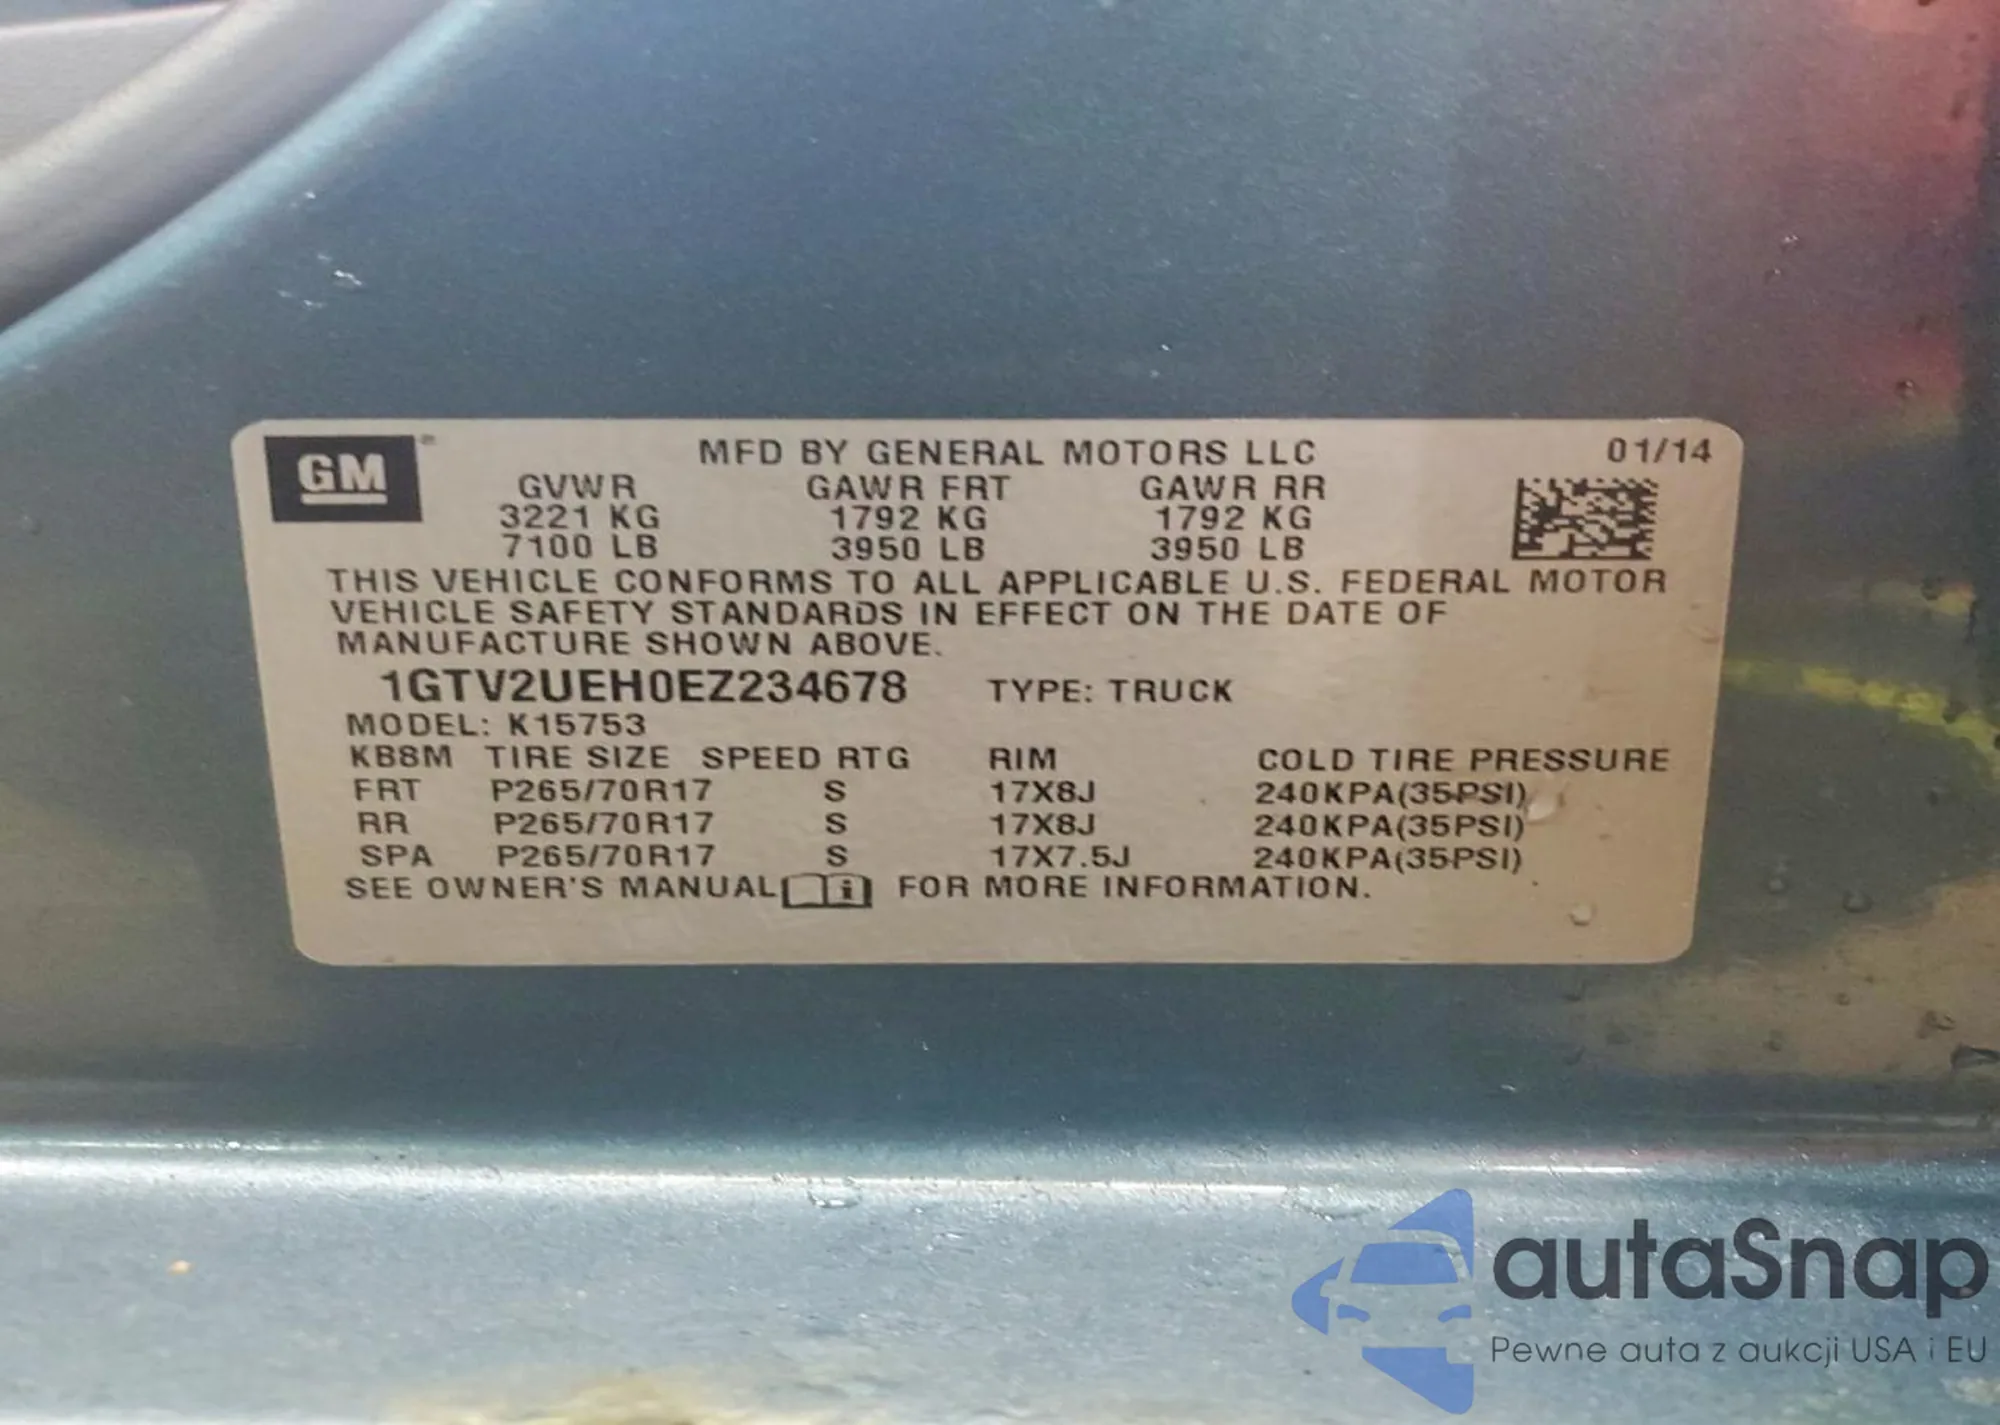 GM® MFD BY GENERAL MOTORS LLC 01/14
GVWR GAWR FRT GAWR RR
3221 KG 1792 KG 1792 KG
7100 LB 3950 LB 3950 LB
THIS VEHICLE CONFORMS TO ALL APPLICABLE U.S. FEDERAL MOTOR
VEHICLE SAFETY STANDARDS IN EFFECT ON THE DATE OF
MANUFACTURE SHOWN ABOVE.
1GTV2UEH0EZ234678 TYPE: TRUCK
MODEL: K15753
KB8M TIRE SIZE SPEED RTG RIM COLD TIRE PRESSURE
FRT P265/70R17 S 17X8J 240KPA(35PSI)
RR P265/70R17 S 17X8J 240KPA(35PSI)
SPA P265/70R17 S 17X7.5J 240KPA(35PSI)
SEE OWNER'S MANUAL i FOR MORE INFORMATION.
autaSnap
Pewne auta z aukcji USA i EU